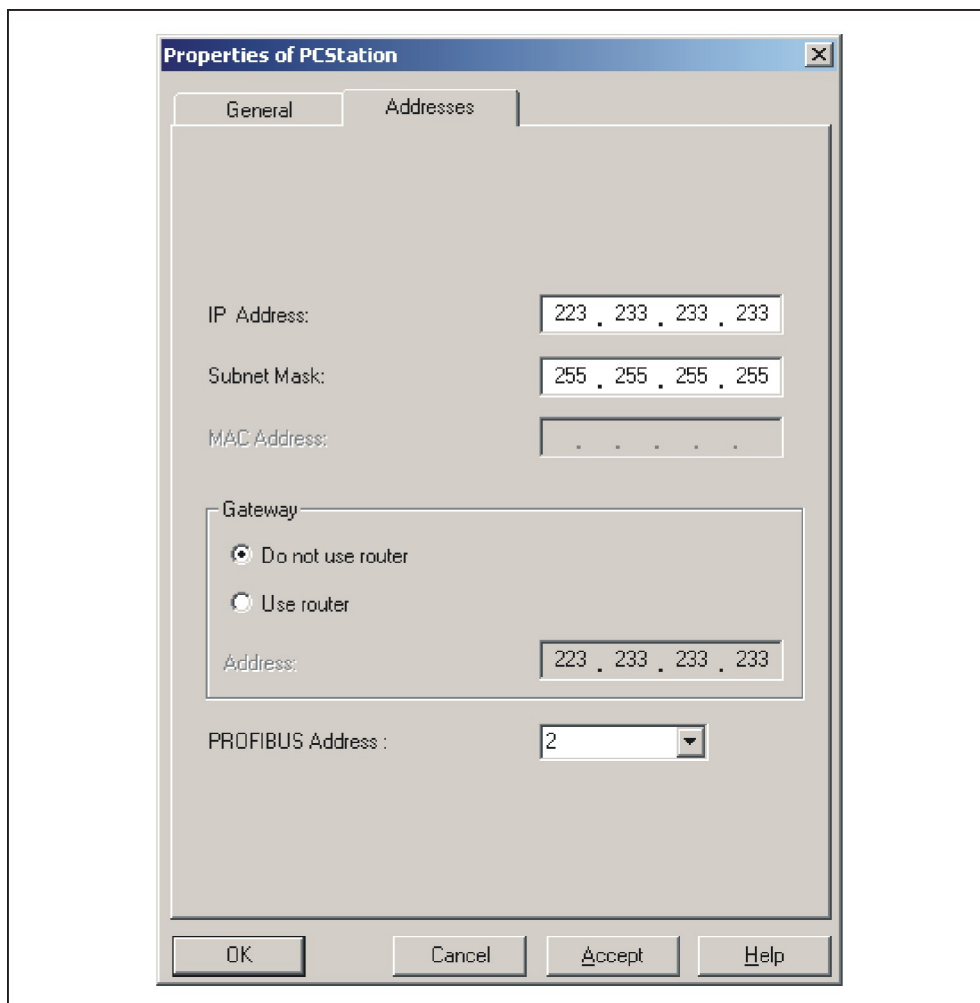 Properties of PCStation
General Addresses
IP Address: 223 . 233 . 233 . 233
Subnet Mask: 255 . 255 . 255 . 255
MAC Address: . . . . .
Gateway
Do not use router
Use router
Address: 223 . 233 . 233 . 233
PROFIBUS Address : 2
OK Cancel Accept Help